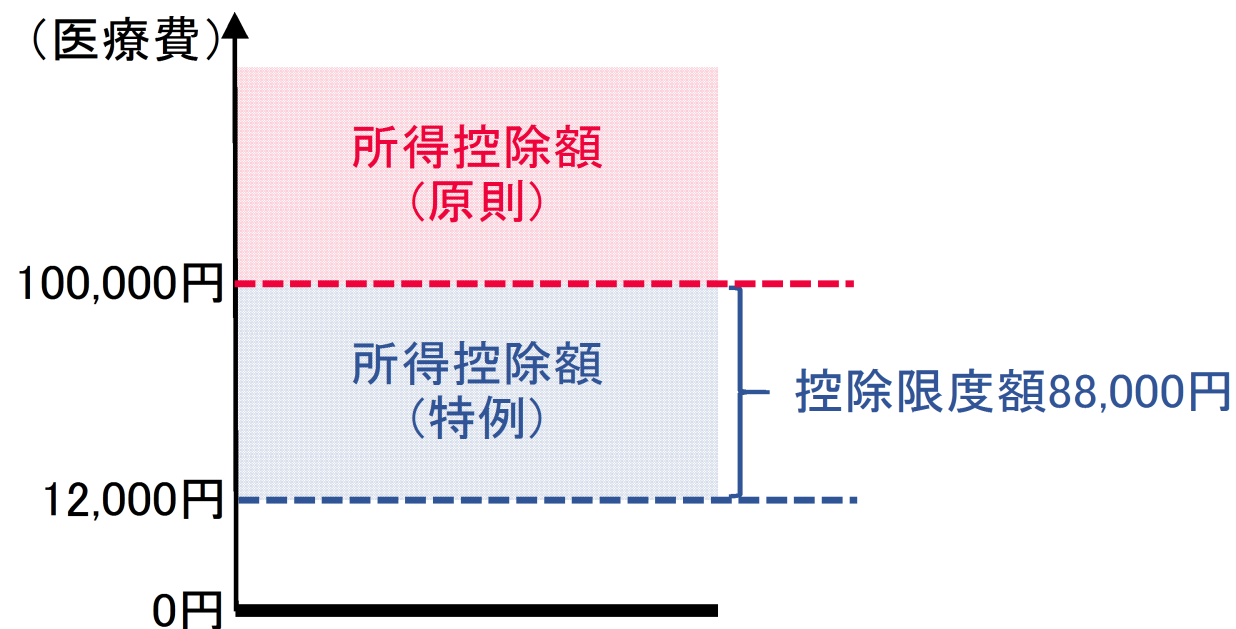 （医療費）
所得控除額
（原則）
100,000円
所得控除額
（特例）
控除限度額88,000円
12,000円
0円